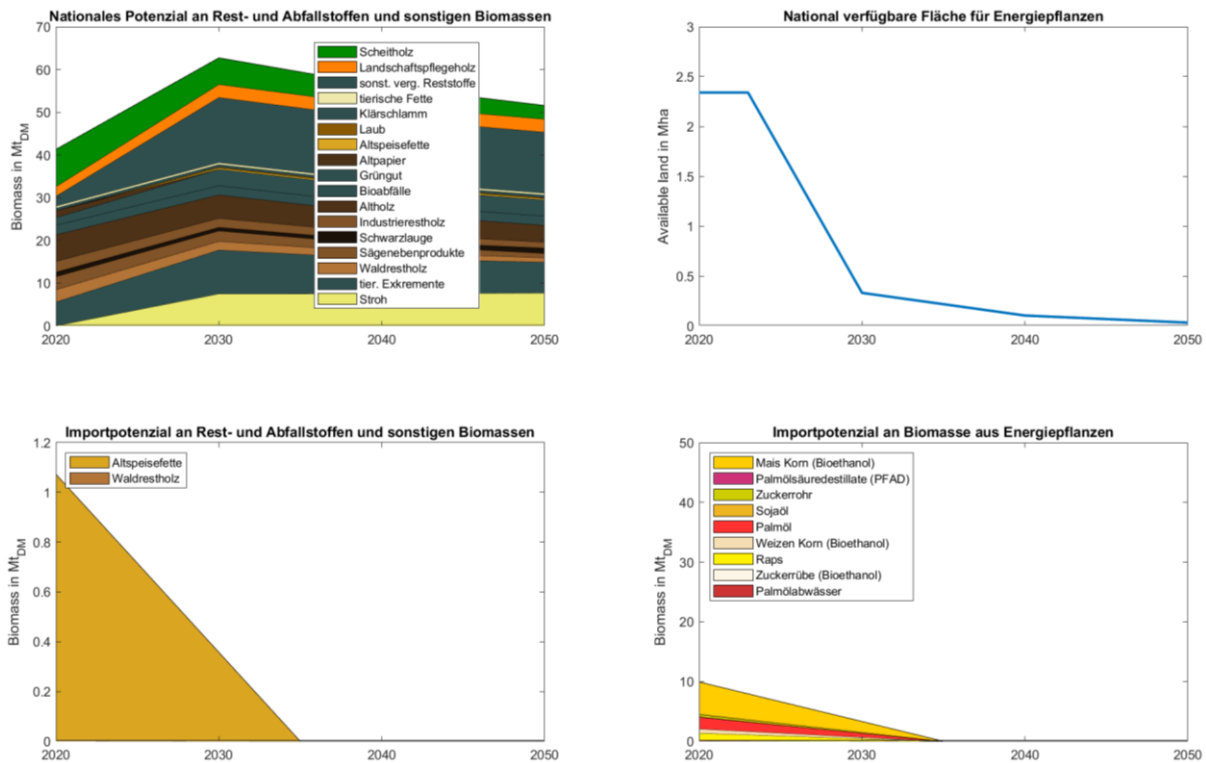 Nationales Potenzial an Rest- und Abfallstoffen und sonstigen Biomassen
Biomass in Mt_DM
70
60
50
40
30
20
10
0
2020
2030
2040
2050
Scheitholz
Landschaftspflegeholz
sonst. verg. Reststoffe
tierische Fette
Klärschlamm
Laub
Altspeisefette
Altpapier
Grüngut
Bioabfälle
Altholz
Industrierestholz
Schwarzlauge
Sägenebenprodukte
Waldrestholz
tier. Exkremente
Stroh
National verfügbare Fläche für Energiepflanzen
Available land in Mha
3
2.5
2
1.5
1
0.5
0
2020
2030
2040
2050
Importpotenzial an Rest- und Abfallstoffen und sonstigen Biomassen
Biomass in Mt_DM
1.2
1
0.8
0.6
0.4
0.2
0
2020
2030
2040
2050
Altspeisefette
Waldrestholz
Importpotenzial an Biomasse aus Energiepflanzen
Biomass in Mt_DM
50
40
30
20
10
0
2020
2030
2040
2050
Mais Korn (Bioethanol)
Palmölsäuredestillate (PFAD)
Zuckerrohr
Sojaöl
Palmöl
Weizen Korn (Bioethanol)
Raps
Zuckerrübe (Bioethanol)
Palmölabwässer